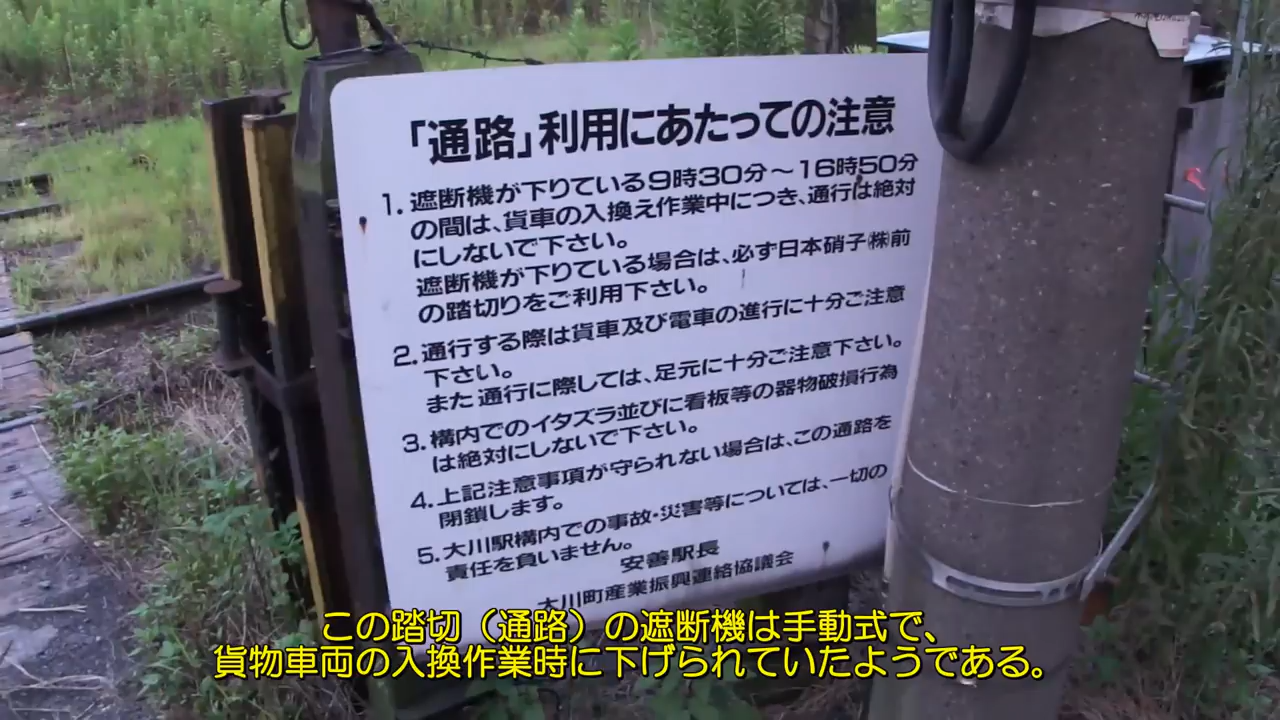 「通路」利用にあたっての注意
1. 遮断機が下りている9時30分～16時50分
の間は、貨車の入換え作業中につき、通行は絶対
にしないで下さい。
遮断機が下りている場合は、必ず日本硝子㈱前
の踏切りをご利用下さい。
2. 通行する際は貨車及び電車の進行に十分ご注意
下さい。
また通行に際しては、足元に十分ご注意下さい。
3. 構内でのイタズラ並びに看板等の器物破損行為
は絶対にしないで下さい。
4. 上記注意事項が守られない場合は、この通路を
閉鎖します。
5. 大川駅構内での事故・災害等については、一切の
責任を負いません。
安善駅長
大川町産業振興連絡協議会
この踏切（通路）の遮断機は手動式で、
貨物車両の入換作業時に下げられていたようである。